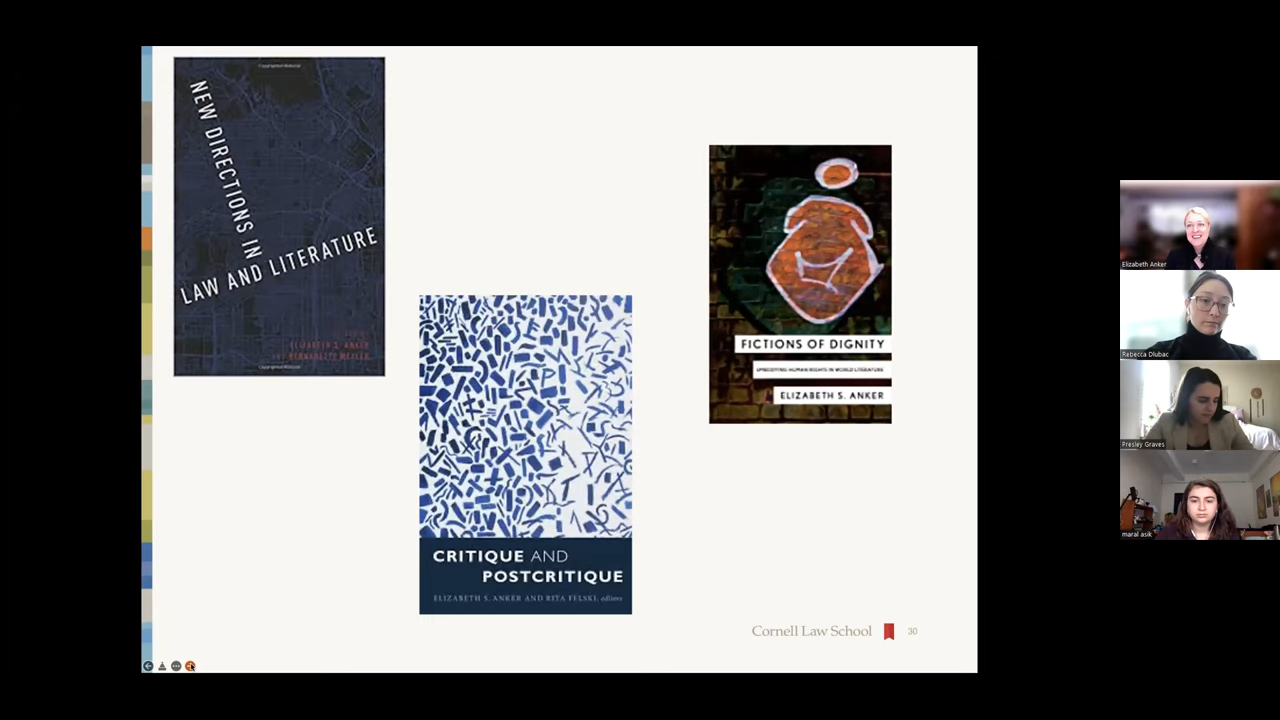 NEW DIRECTIONS IN
LAW AND LITERATURE
ELIZABETH S. ANKER
BERNADETTE MEYLER
CRITIQUE AND
POSTCRITIQUE
ELIZABETH S. ANKER AND RITA FELSKI, editors
FICTIONS OF DIGNITY
EMBODYING HUMAN RIGHTS IN WORLD LITERATURE
ELIZABETH S. ANKER
Cornell Law School
30
Elizabeth Anker
Rebecca Dlubac
Presley Graves
maral asik